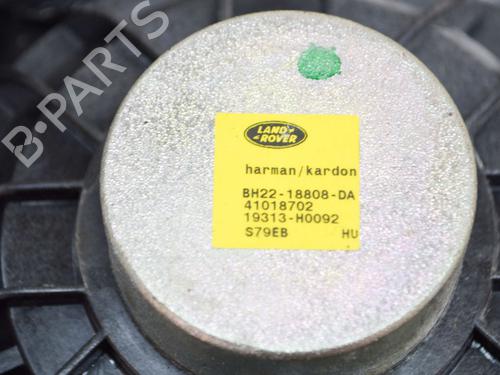 B-PARTS
LAND
ROVER
harman/kardon
BH22-18808-DA
41018702
19313-H0092
S79EB HU